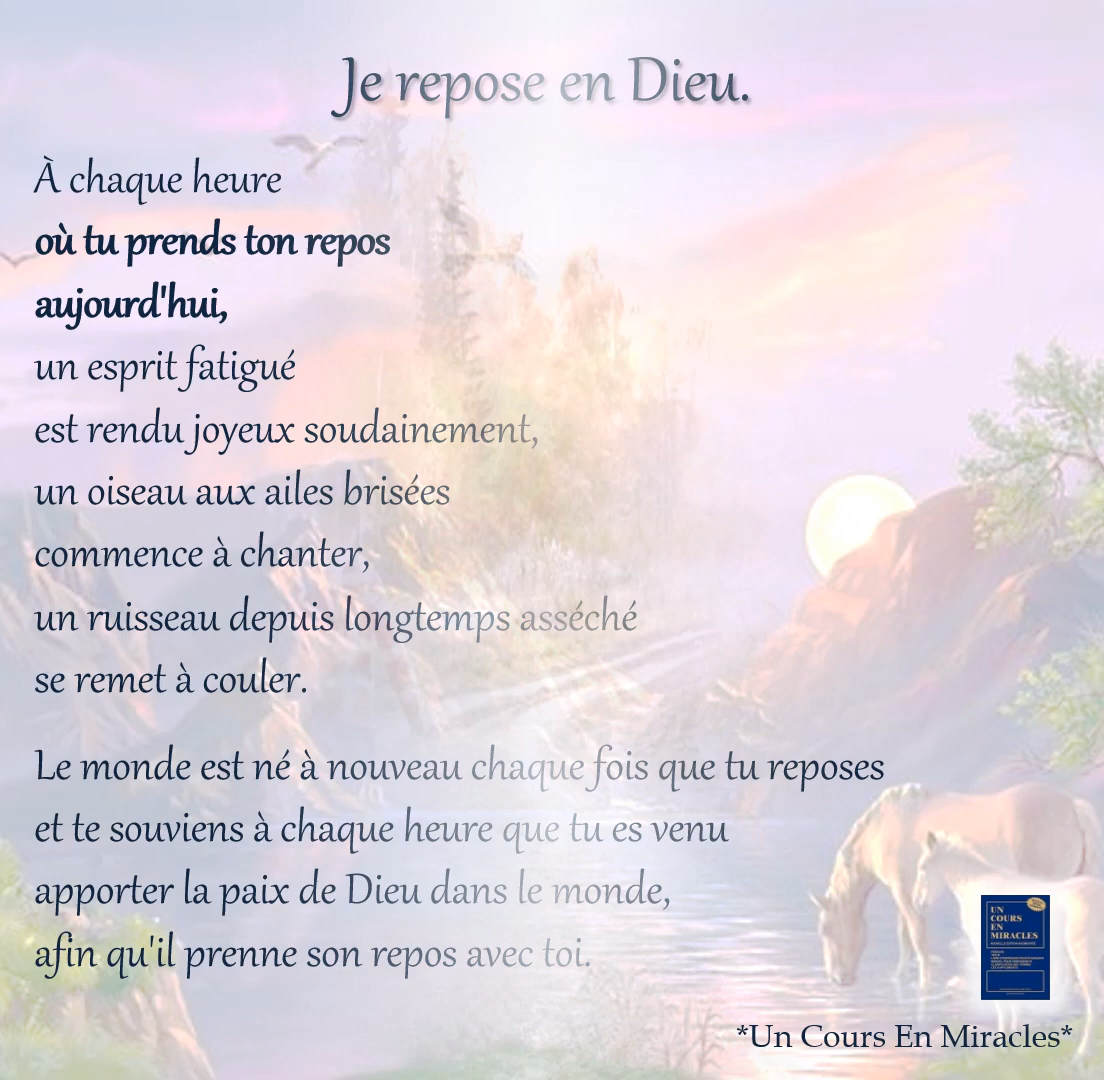 Je repose en Dieu.
À chaque heure
où tu prends ton repos
aujourd'hui,
un esprit fatigué
est rendu joyeux soudainement,
un oiseau aux ailes brisées
commence à chanter,
un ruisseau depuis longtemps asséché
se remet à couler.
Le monde est né à nouveau chaque fois que tu reposes
et te souviens à chaque heure que tu es venu
apporter la paix de Dieu dans le monde,
afin qu'il prenne son repos avec toi.
UN
COURS
EN
MIRACLES
*Un Cours En Miracles*